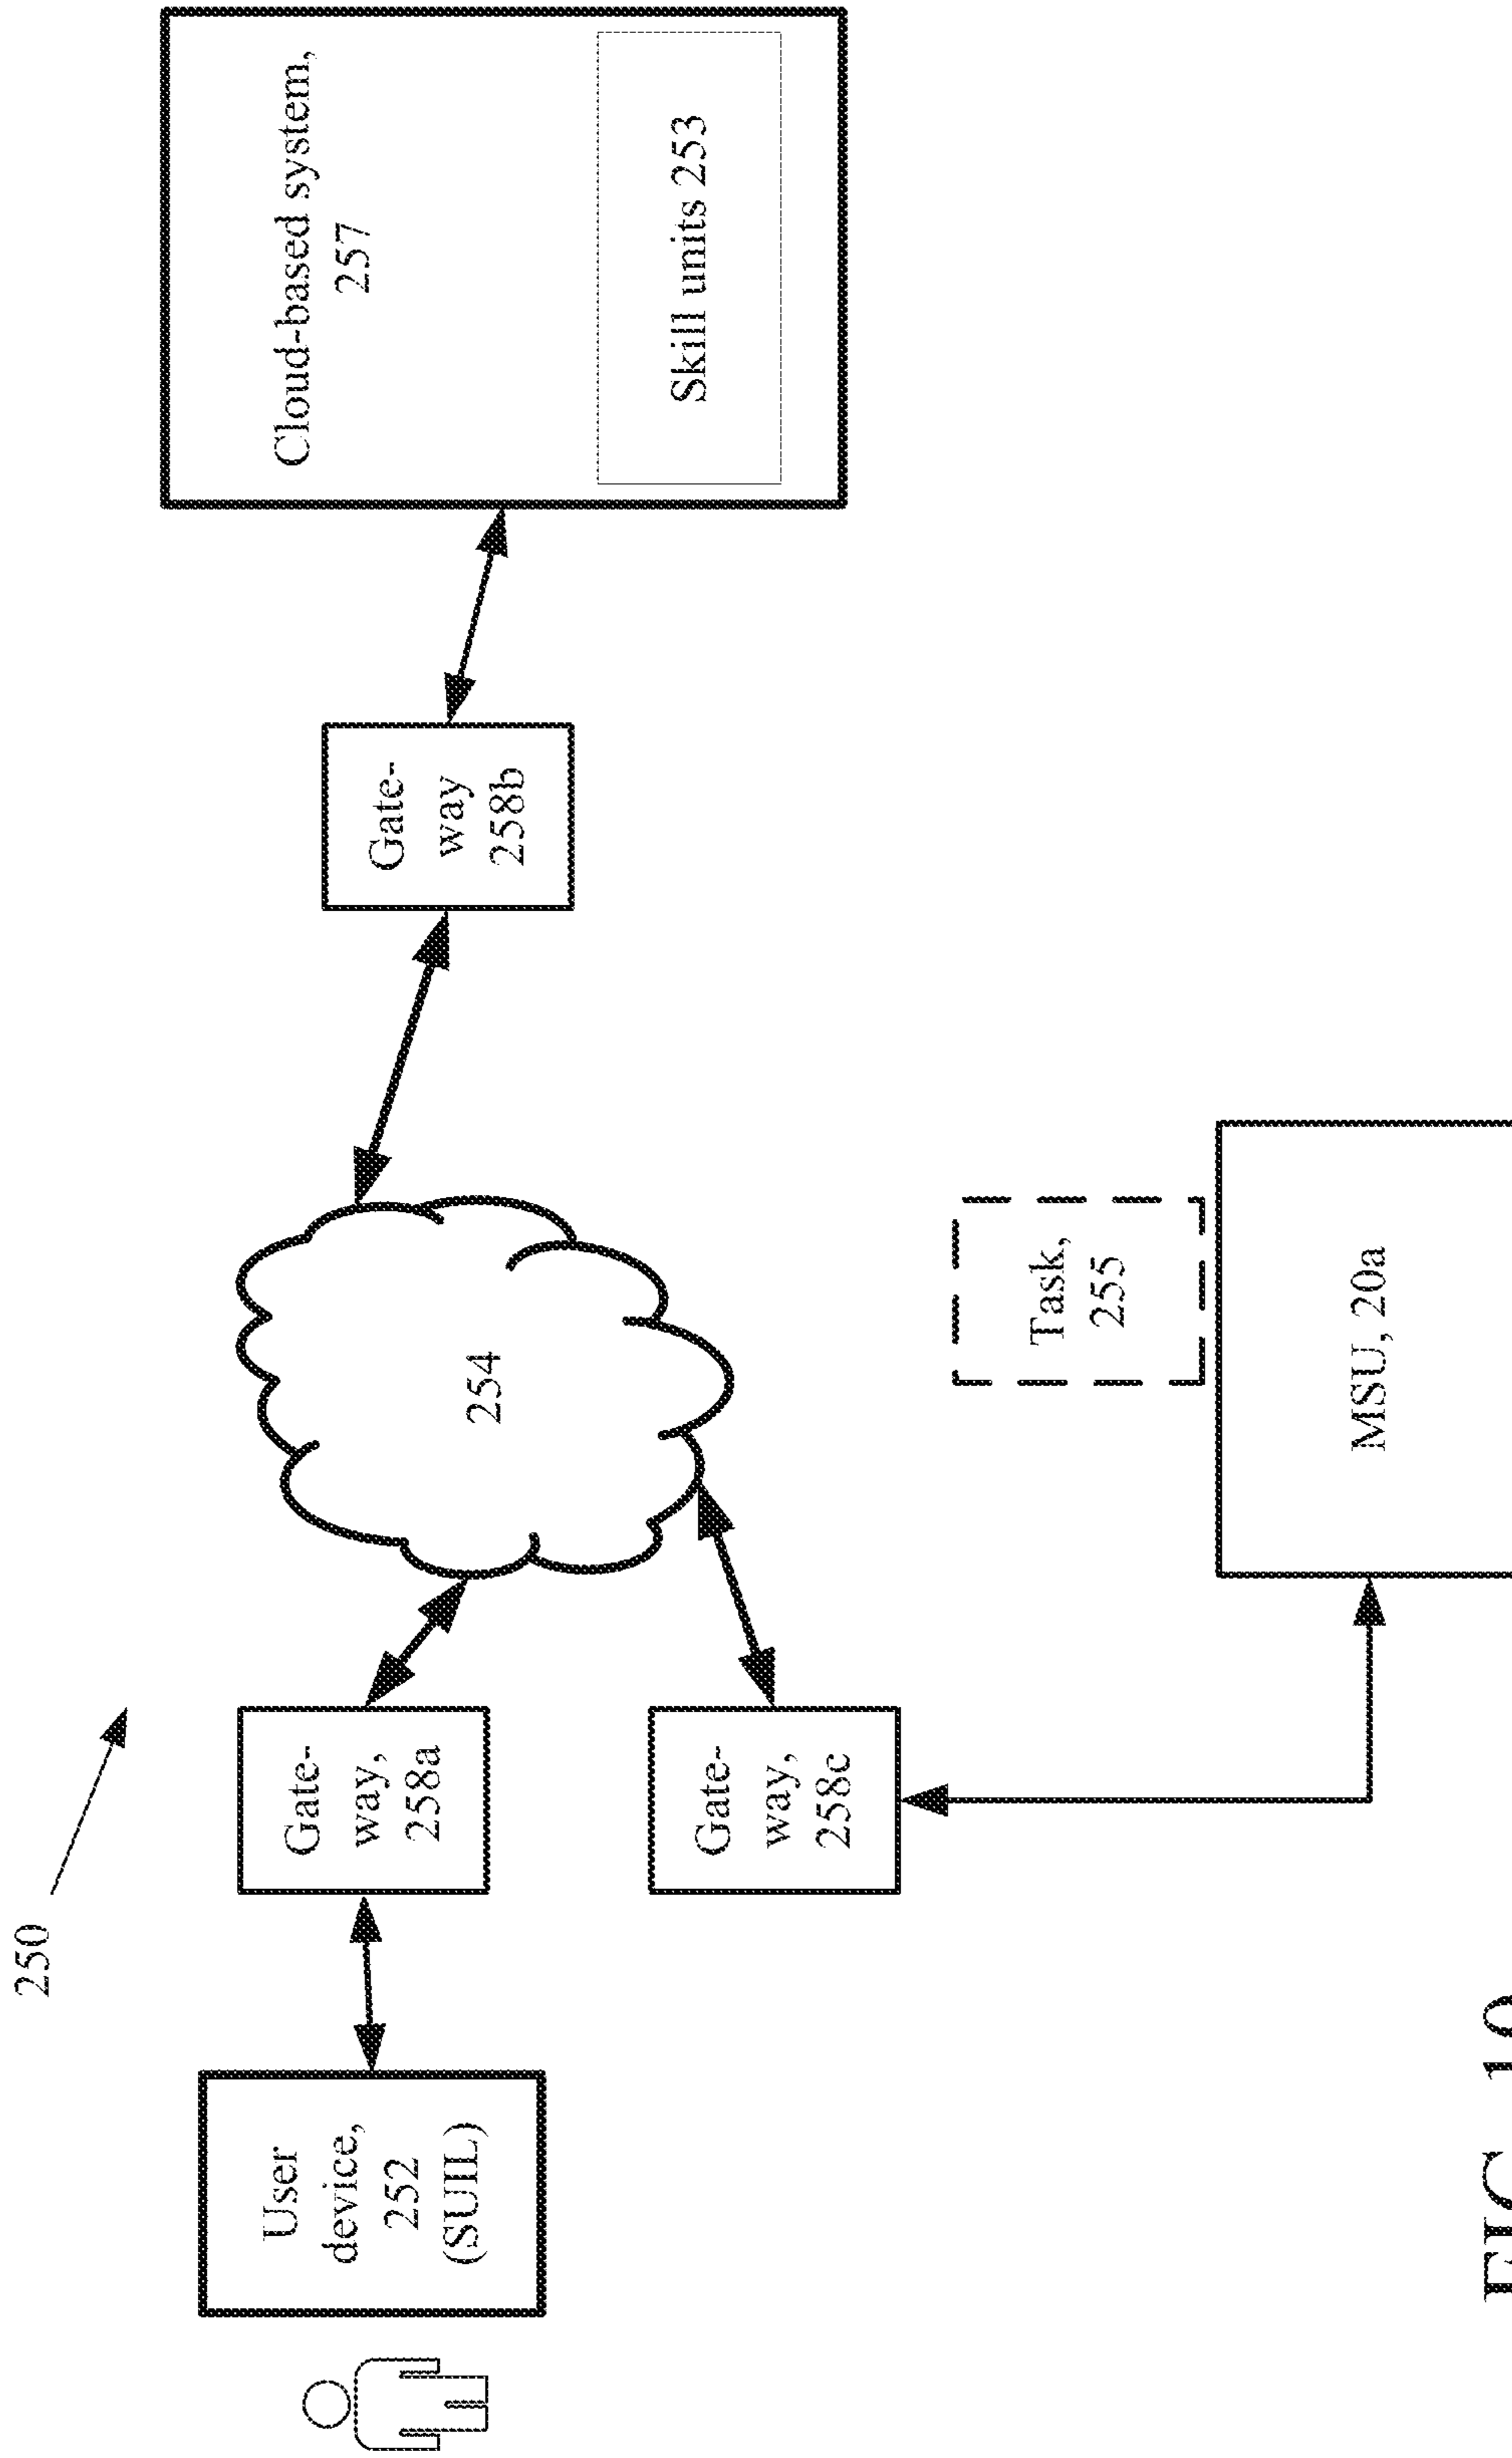 250
User
device,
252
(SUIL)
Gate-
way,
258a
254
Gate-
way
258b
Cloud-based system,
257
Skill units 253
Gate-
way,
258c
Task,
255
MSU, 20a
FIG